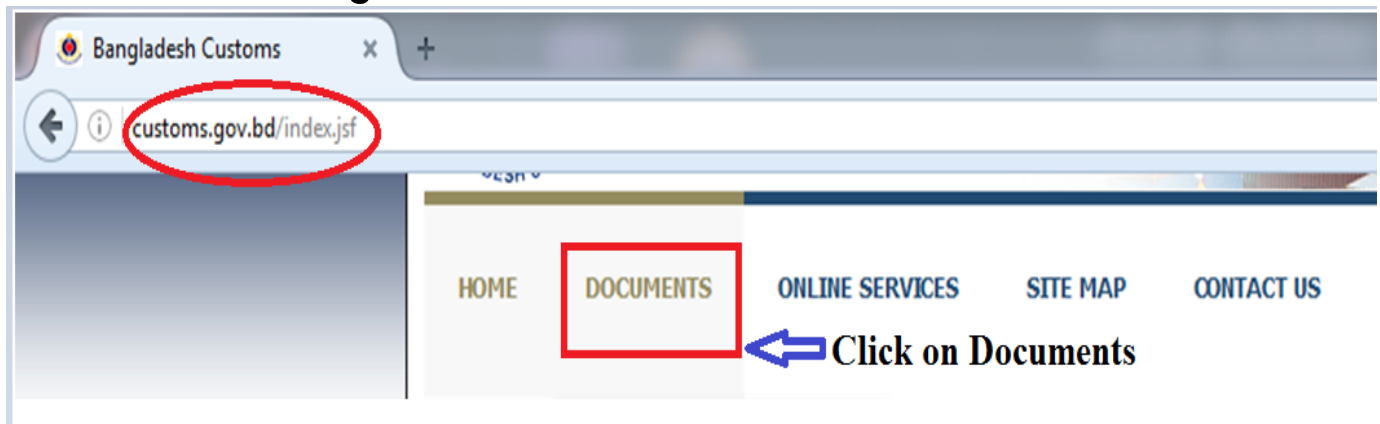 Bangladesh Customs
customs.gov.bd/index.jsf
HOME DOCUMENTS ONLINE SERVICES SITE MAP CONTACT US
Click on Documents